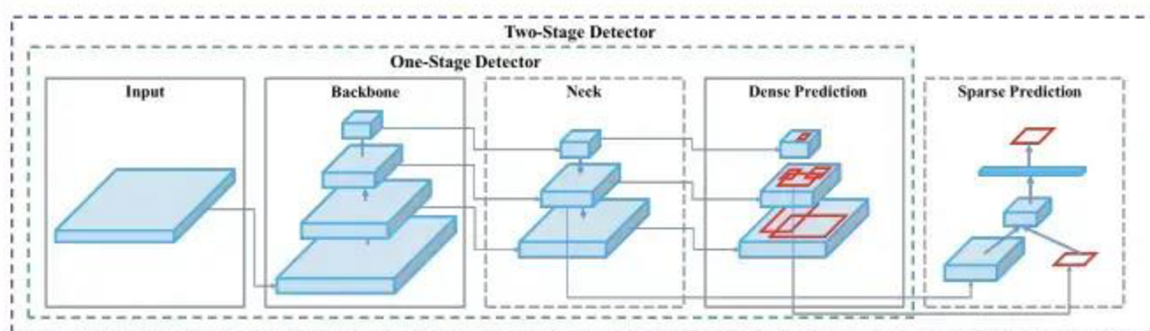 Two-Stage Detector
One-Stage Detector
Input
Backbone
Neck
Dense Prediction
Sparse Prediction